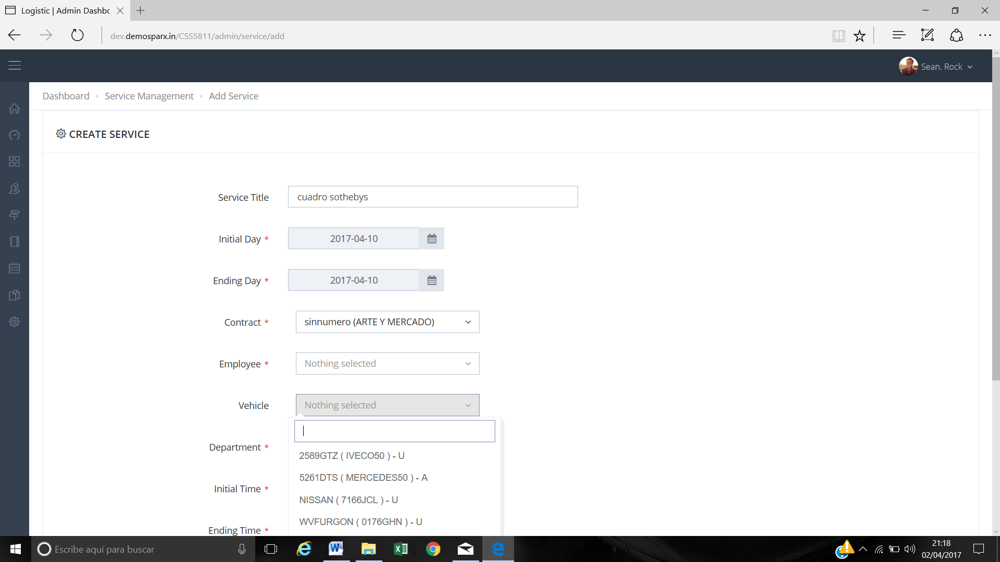 Logistic | Admin Dashbo
dev.demosparx.in/CSS5811/admin/service/add
Sean. Rock
Dashboard • Service Management • Add Service
CREATE SERVICE
Service Title
cuadro sothebys
Initial Day *
2017-04-10
Ending Day *
2017-04-10
Contract *
sinnumero (ARTE Y MERCADO)
Employee *
Nothing selected
Vehicle
Nothing selected
2589GTZ ( IVECO50 ) - U
5261DTS ( MERCEDES50 ) - A
NISSAN ( 7166JCL ) - U
WVFURGON ( 0176GHN ) - U
Department *
Initial Time *
Ending Time *
Escribe aquí para buscar
21:18
02/04/2017